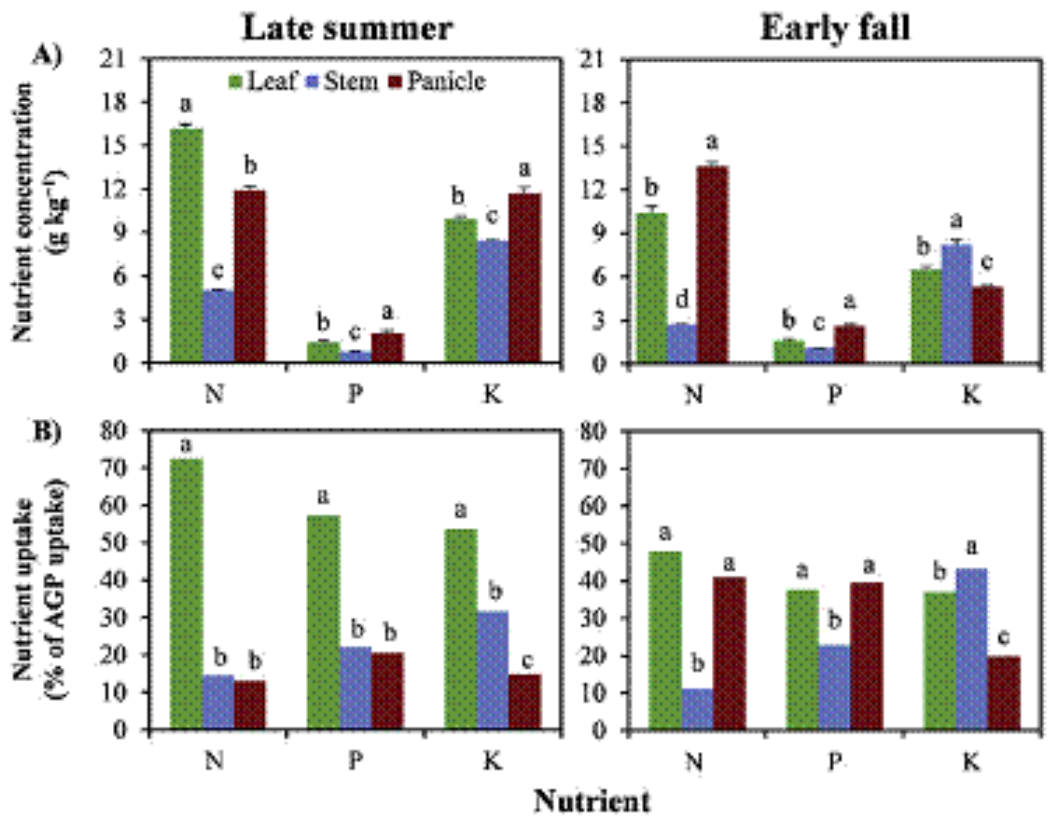 Late summer Early fall
A)
Nutrient concentration
(g kg⁻¹)
21
18
15
12
9
6
3
0
Leaf Stem Panicle
a
c
b
b
c
a
b
c
a
N P K
21
18
15
12
9
6
3
0
b
d
a
b
c
a
b
a
c
N P K
B)
Nutrient uptake
(% of AGP uptake)
80
70
60
50
40
30
20
10
0
a
b
b
a
b
b
a
b
c
N P K
80
70
60
50
40
30
20
10
0
a
b
a
a
b
a
b
a
c
N P K
Nutrient